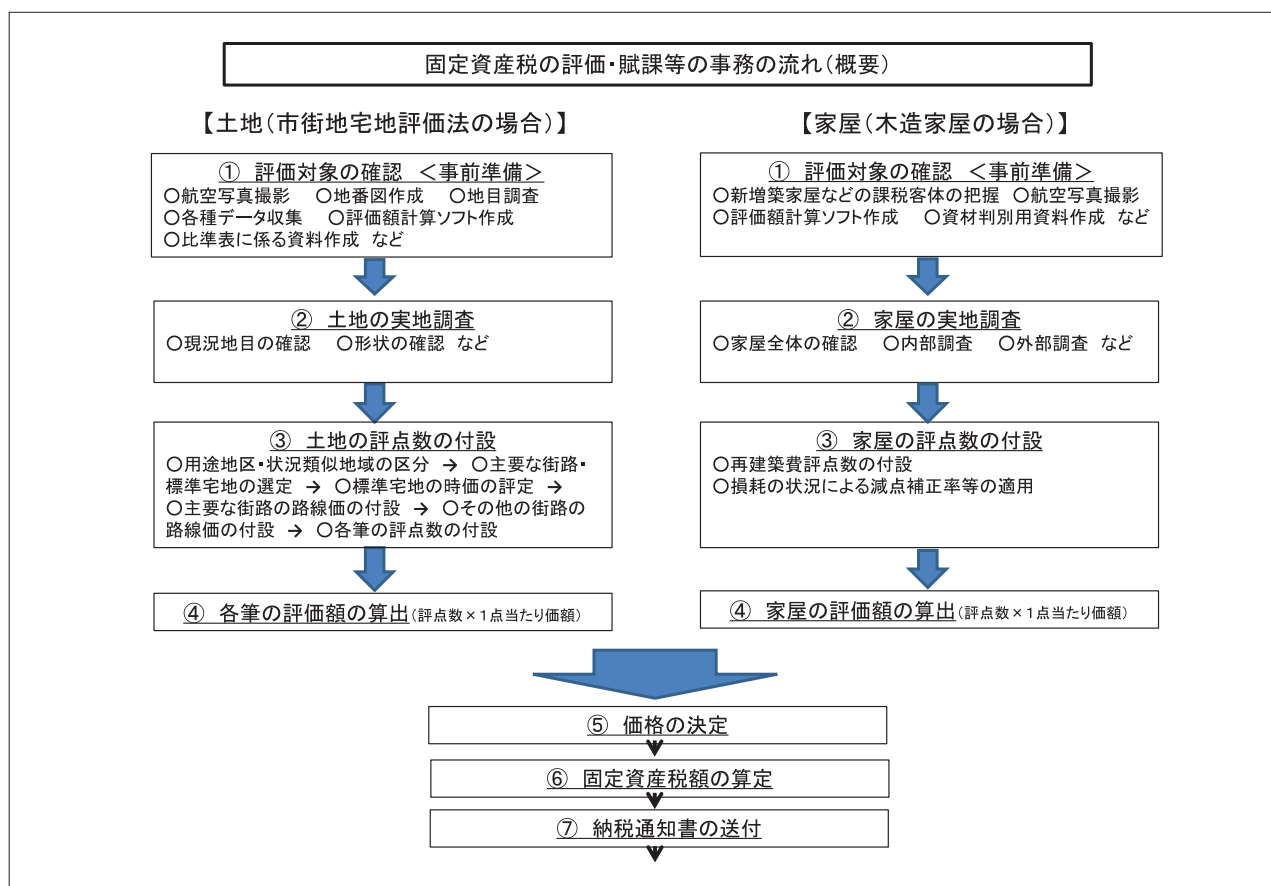 固定資産税の評価・賦課等の事務の流れ(概要)
【土地(市街地宅地評価法の場合)】
① 評価対象の確認 ＜事前準備＞
○航空写真撮影 ○地番図作成 ○地目調査
○各種データ収集 ○評価額計算ソフト作成
○比準表に係る資料作成 など
② 土地の実地調査
○現況地目の確認 ○形状の確認 など
③ 土地の評点数の付設
○用途地区・状況類似地域の区分 → ○主要な街路・
標準宅地の選定 → ○標準宅地の時価の評定 →
○主要な街路の路線価の付設 → ○その他の街路の
路線価の付設 → ○各筆の評点数の付設
④ 各筆の評価額の算出(評点数×１点当たり価額)
【家屋(木造家屋の場合)】
① 評価対象の確認 ＜事前準備＞
○新増築家屋などの課税客体の把握 ○航空写真撮影
○評価額計算ソフト作成 ○資材判別用資料作成 など
② 家屋の実地調査
○家屋全体の確認 ○内部調査 ○外部調査 など
③ 家屋の評点数の付設
○再建築費評点数の付設
○損耗の状況による減点補正率等の適用
④ 家屋の評価額の算出(評点数×１点当たり価額)
⑤ 価格の決定
⑥ 固定資産税額の算定
⑦ 納税通知書の送付